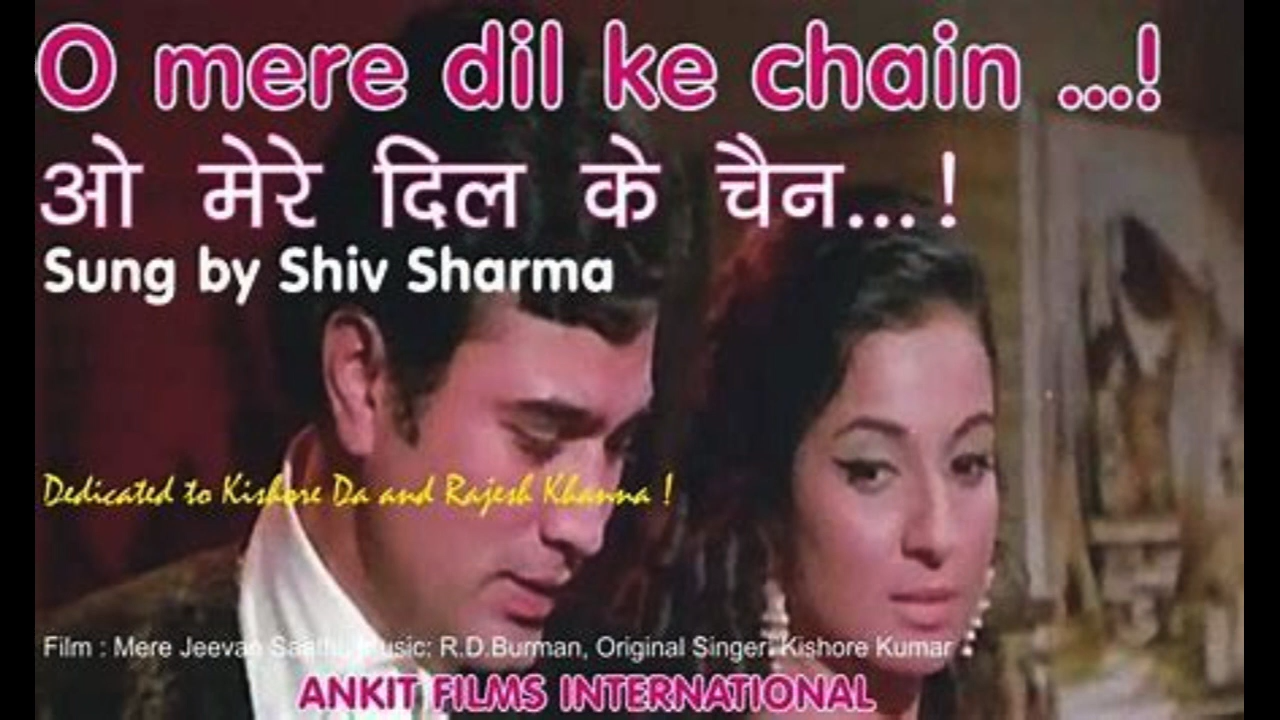 O mere dil ke chain ...!
ओ मेरे दिल के चैन...!
Sung by Shiv Sharma
Dedicated to Kishore Da and Rajesh Khanna !
Film : Mere Jeevan Saathi, Music: R.D.Burman, Original Singer: Kishore Kumar
ANKIT FILMS INTERNATIONAL